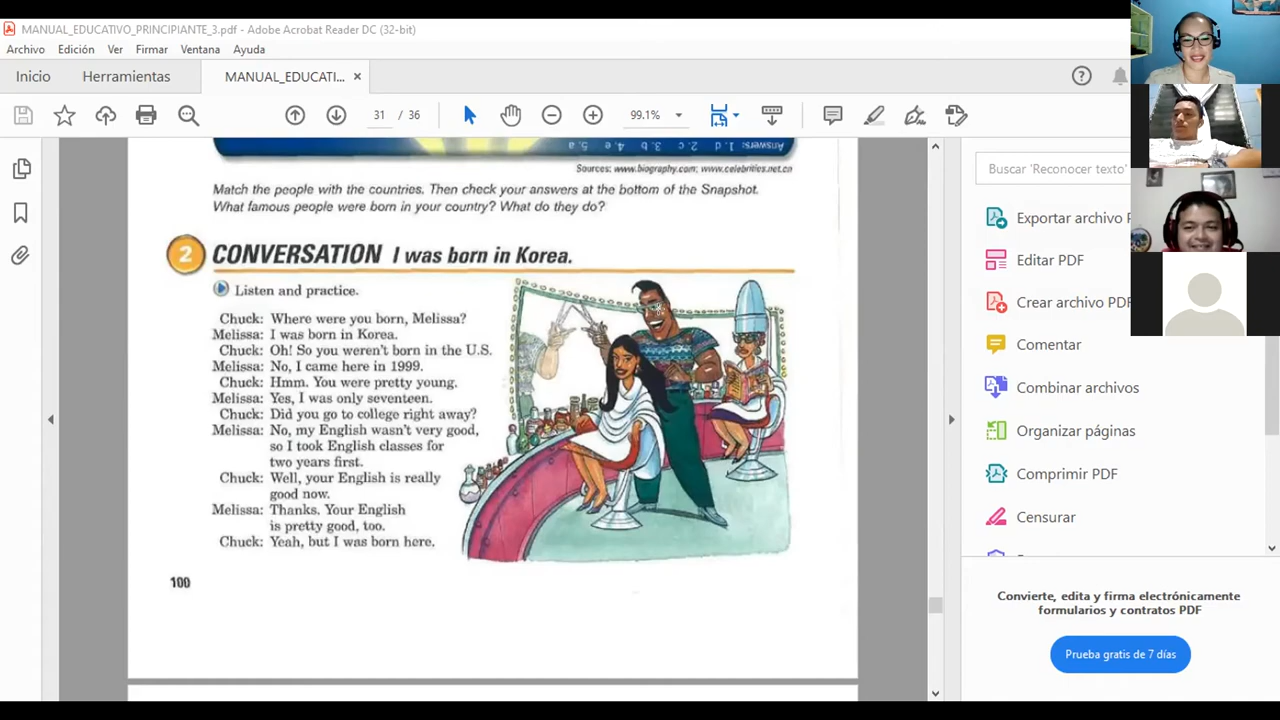 MANUAL_EDUCATIVO_PRINCIPIANTE_3.pdf - Adobe Acrobat Reader DC (32-bit)
Archivo Edición Ver Firmar Ventana Ayuda
Inicio Herramientas MANUAL_EDUCATI... ×
31 / 36 99.1%
Answers: 1. d 2. c 3. b 4. e 5. a
Sources: www.biography.com; www.celebrities.net.cn
Match the people with the countries. Then check your answers at the bottom of the Snapshot.
What famous people were born in your country? What do they do?
2 CONVERSATION I was born in Korea.
Listen and practice.
Chuck: Where were you born, Melissa?
Melissa: I was born in Korea.
Chuck: Oh! So you weren't born in the U.S.
Melissa: No, I came here in 1999.
Chuck: Hmm. You were pretty young.
Melissa: Yes, I was only seventeen.
Chuck: Did you go to college right away?
Melissa: No, my English wasn't very good,
so I took English classes for
two years first.
Chuck: Well, your English is really
good now.
Melissa: Thanks. Your English
is pretty good, too.
Chuck: Yeah, but I was born here.
100
Buscar 'Reconocer texto'
Exportar archivo
Editar PDF
Crear archivo PDF
Comentar
Combinar archivos
Organizar páginas
Comprimir PDF
Censurar
Convierte, edita y firma electrónicamente
formularios y contratos PDF
Prueba gratis de 7 días